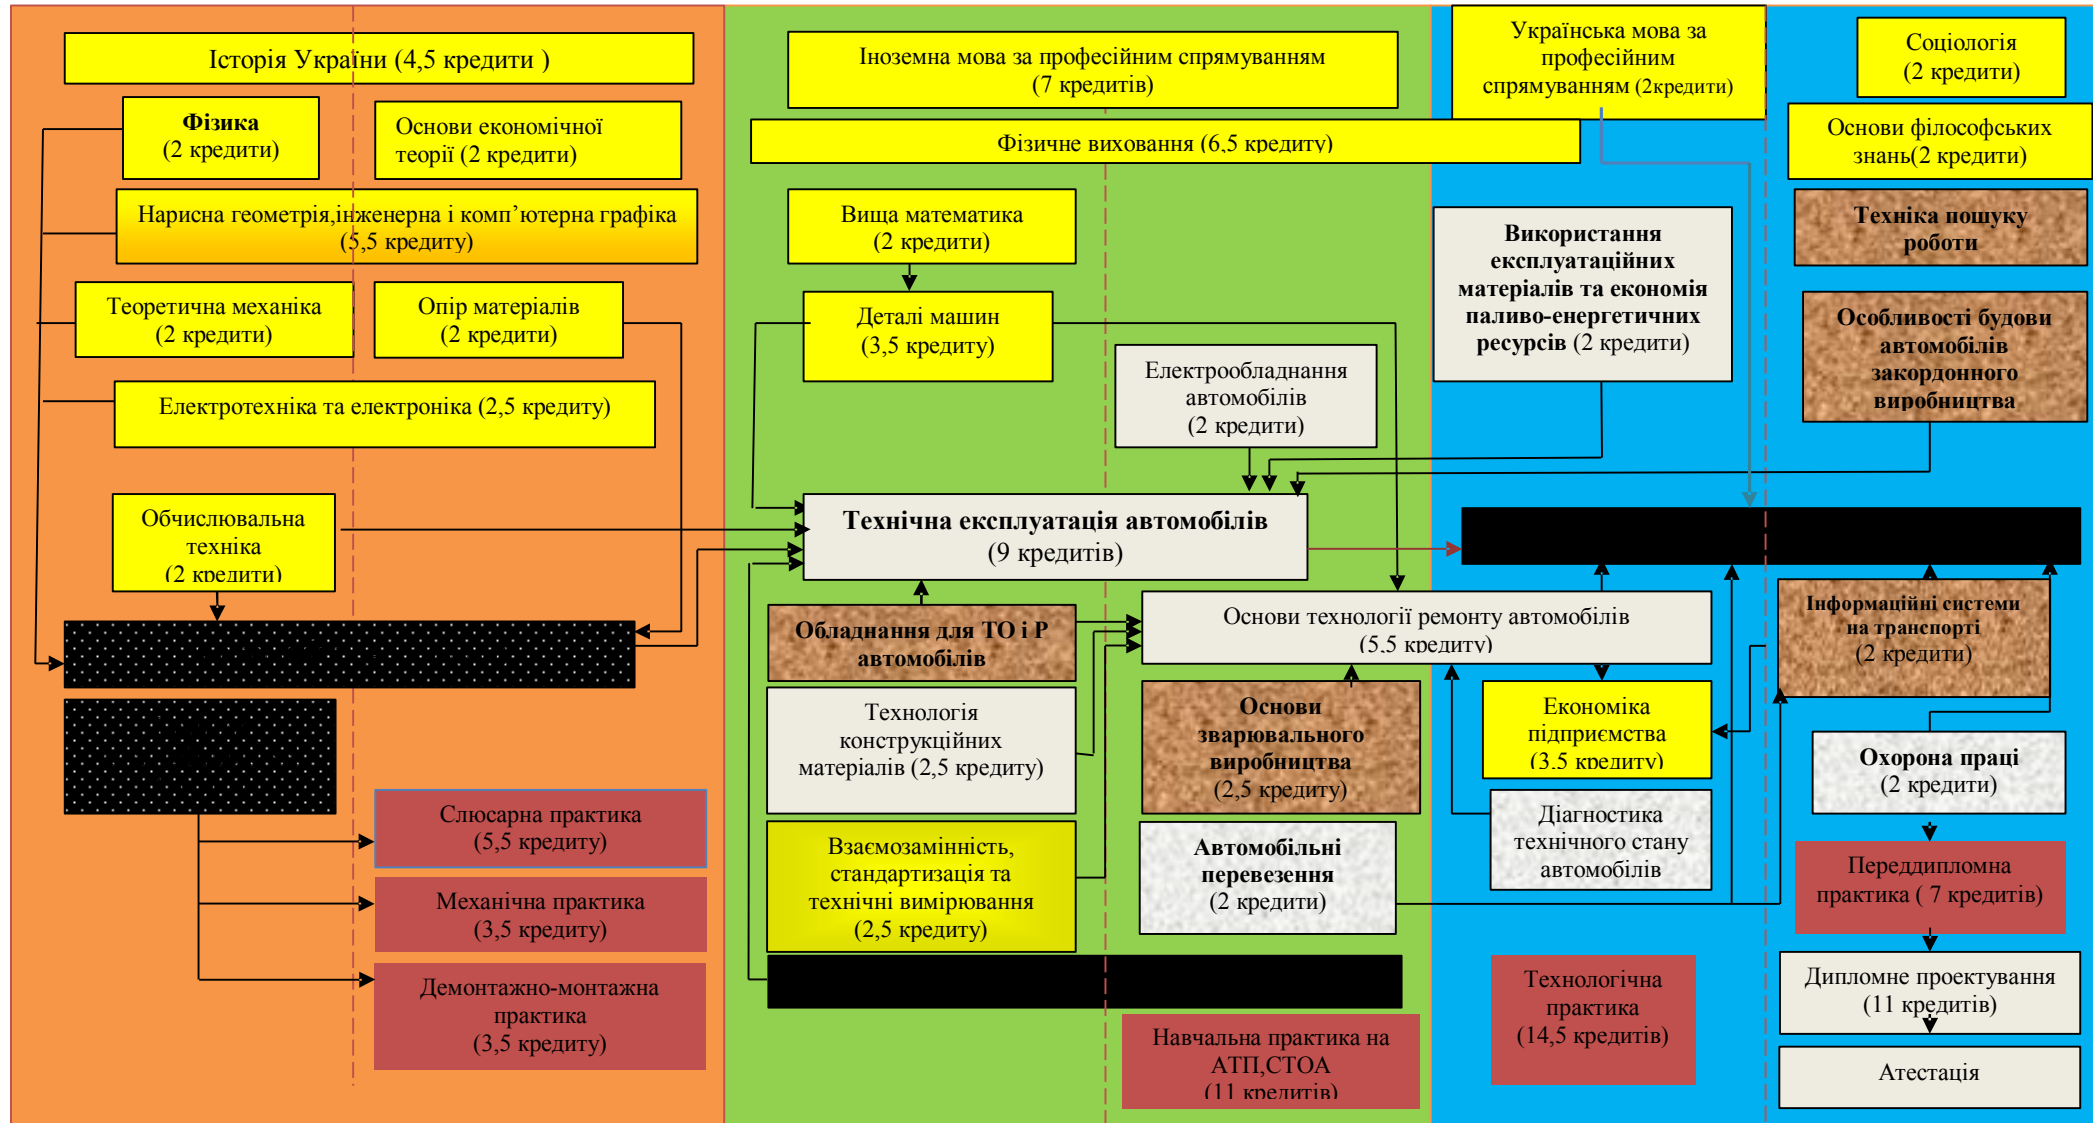 Історія України (4,5 кредити )
Фізика
(2 кредити)
Основи економічної
теорії (2 кредити)
Нарисна геометрія,інженерна і комп’ютерна графіка
(5,5 кредиту)
Теоретична механіка
(2 кредити)
Опір матеріалів
(2 кредити)
Електротехніка та електроніка (2,5 кредиту)
Обчислювальна
техніка
(2 кредити)
Слюсарна практика
(5,5 кредиту)
Механічна практика
(3,5 кредиту)
Демонтажно-монтажна
практика
(3,5 кредиту)
Іноземна мова за професійним спрямуванням
(7 кредитів)
Фізичне виховання (6,5 кредиту)
Вища математика
(2 кредити)
Деталі машин
(3,5 кредиту)
Електрообладнання
автомобілів
(2 кредити)
Технічна експлуатація автомобілів
(9 кредитів)
Обладнання для ТО і Р
автомобілів
Основи технології ремонту автомобілів
(5,5 кредиту)
Технологія
конструкційних
матеріалів (2,5 кредиту)
Основи
зварювального
виробництва
(2,5 кредиту)
Взаємозамінність,
стандартизація та
технічні вимірювання
(2,5 кредиту)
Автомобільні
перевезення
(2 кредити)
Навчальна практика на
АТП,СТОА
(11 кредитів)
Українська мова за
професійним
спрямуванням (2кредити)
Використання
експлуатаційних
матеріалів та економія
паливо-енергетичних
ресурсів (2 кредити)
Економіка
підприємства
(3,5 кредиту)
Діагностика
технічного стану
автомобілів
Технологічна
практика
(14,5 кредитів)
Соціологія
(2 кредити)
Основи філософських
знань(2 кредити)
Техніка пошуку
роботи
Особливості будови
автомобілів
закордонного
виробництва
Інформаційні системи
на транспорті
(2 кредити)
Охорона праці
(2 кредити)
Переддипломна
практика ( 7 кредитів)
Дипломне проектування
(11 кредитів)
Атестація